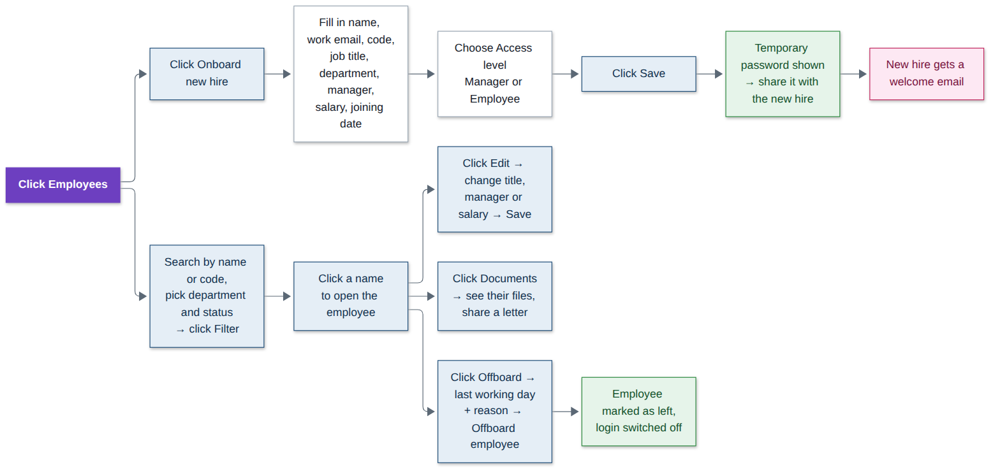 Click Employees
Click Onboard
new hire
Fill in name,
work email, code,
job title,
department,
manager,
salary, joining
date
Choose Access
level
Manager or
Employee
Click Save
Temporary
password shown
→ share it with
the new hire
New hire gets a
welcome email
Search by name
or code,
pick department
and status
→ click Filter
Click a name
to open the
employee
Click Edit →
change title,
manager or
salary → Save
Click Documents
→ see their files,
share a letter
Click Offboard →
last working day
+ reason →
Offboard
employee
Employee
marked as left,
login switched off